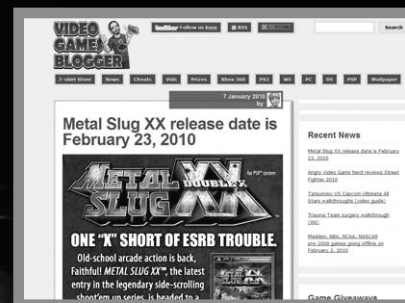 VIDEO
GAMES
BLOGGER
Follow us here
RSS
Search
T-shirt Store News Cheats Vids Prizes Xbox 360 PS3 Wii PC DS PSP Wallpaper
7 January 2010
by
Metal Slug XX release date is
February 23, 2010
METAL SLUG XX
DOUBLE X
for PSP system
ONE "X" SHORT OF ESRB TROUBLE.
Old-school arcade action is back,
Faithful! METAL SLUG XX™, the latest
entry in the legendary side-scrolling
shoot'em up series, is headed to a
Recent News
Metal Slug XX release date is February
23, 2010
Angry Video Game Nerd reviews Street
Fighter 2010
Tatsunoko VS Capcom Ultimate All
Stars walkthroughs (video guide)
Trauma Team surgery walkthrough
(Wii)
Madden, NBA, NCAA, NASCAR
pre-2009 games going offline on
February 2, 2010
Game Giveaways